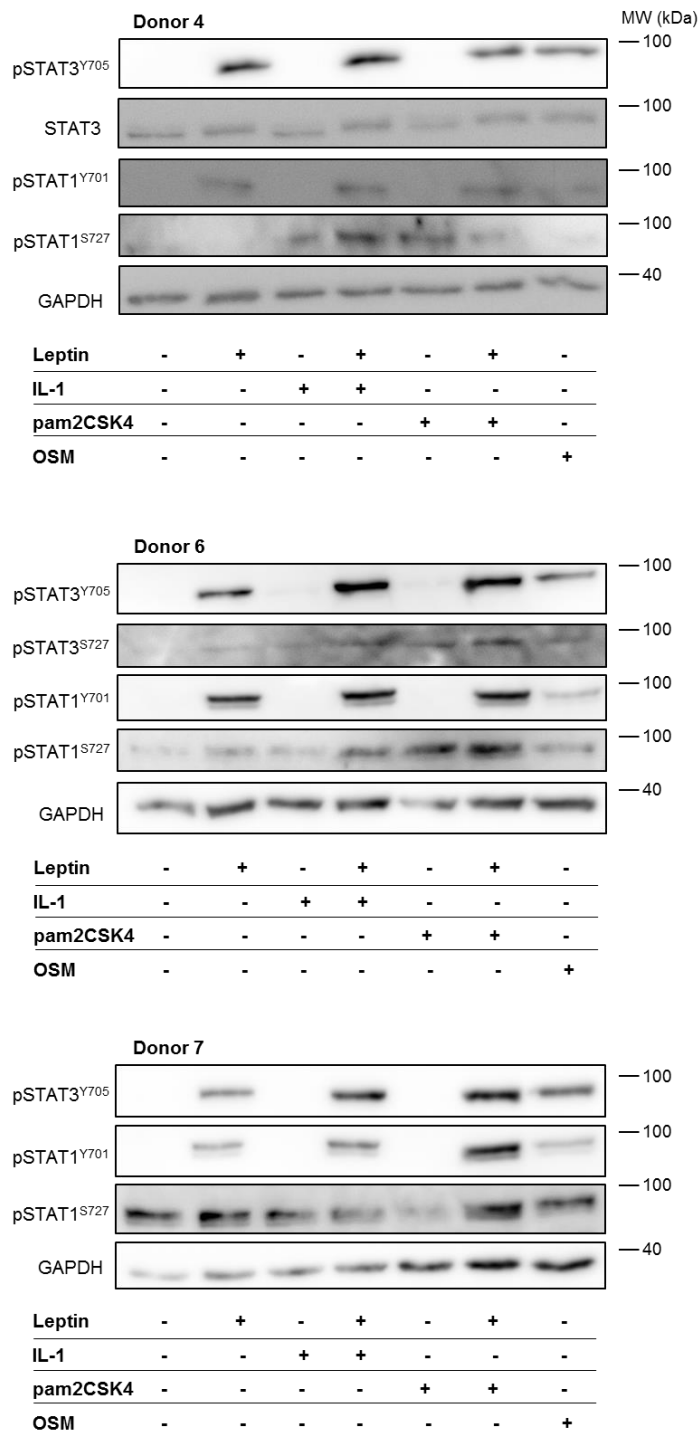 Donor 4 MW (kDa)
pSTAT3Y705 — 100
STAT3 — 100
pSTAT1Y701 — 100
pSTAT1S727 — 100
GAPDH — 40
Leptin - + - + - + -
IL-1 - - + + - - -
pam2CSK4 - - - - + + -
OSM - - - - - - +
Donor 6
pSTAT3Y705 — 100
pSTAT3S727 — 100
pSTAT1Y701 — 100
pSTAT1S727 — 100
GAPDH — 40
Leptin - + - + - + -
IL-1 - - + + - - -
pam2CSK4 - - - - + + -
OSM - - - - - - +
Donor 7
pSTAT3Y705 — 100
pSTAT1Y701 — 100
pSTAT1S727 — 100
GAPDH — 40
Leptin - + - + - + -
IL-1 - - + + - - -
pam2CSK4 - - - - + + -
OSM - - - - - - +